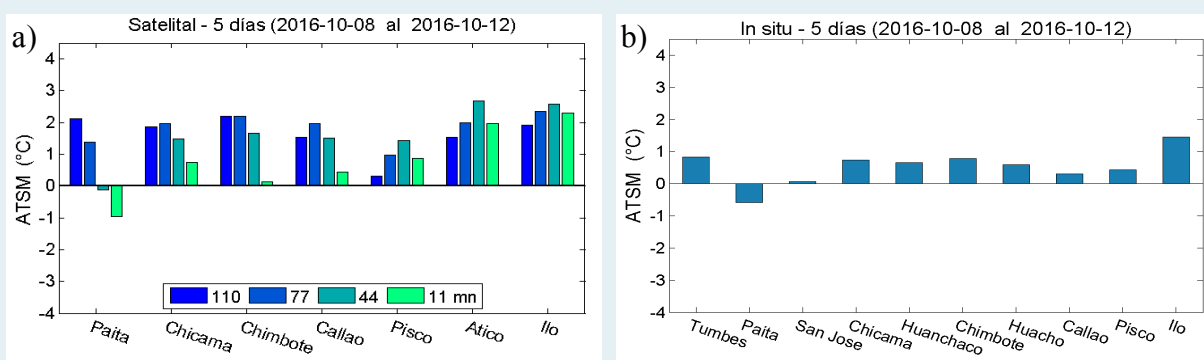 a)
Satelital - 5 días (2016-10-08 al 2016-10-12)
ATSM (°C)
4
3
2
1
0
-1
-2
-3
-4
110 77 44 11 mn
Paita Chicama Chimbote Callao Pisco Atico Ilo
b)
In situ - 5 días (2016-10-08 al 2016-10-12)
ATSM (°C)
4
3
2
1
0
-1
-2
-3
-4
Tumbes Paita San Jose Chicama Huanchaco Chimbote Huacho Callao Pisco Ilo